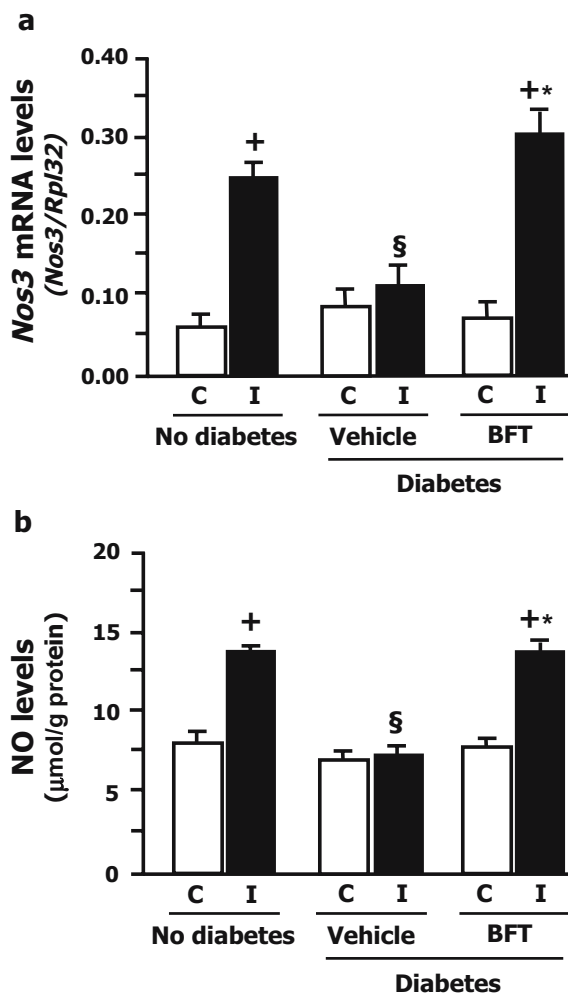 a
Nos3 mRNA levels
(Nos3/Rpl32)
0.40
0.30
0.20
0.10
0.00
+
§
+*
C I C I C I
No diabetes Vehicle BFT
Diabetes
b
NO levels
(μmol/g protein)
20
15
10
5
0
+
§
+*
C I C I C I
No diabetes Vehicle BFT
Diabetes